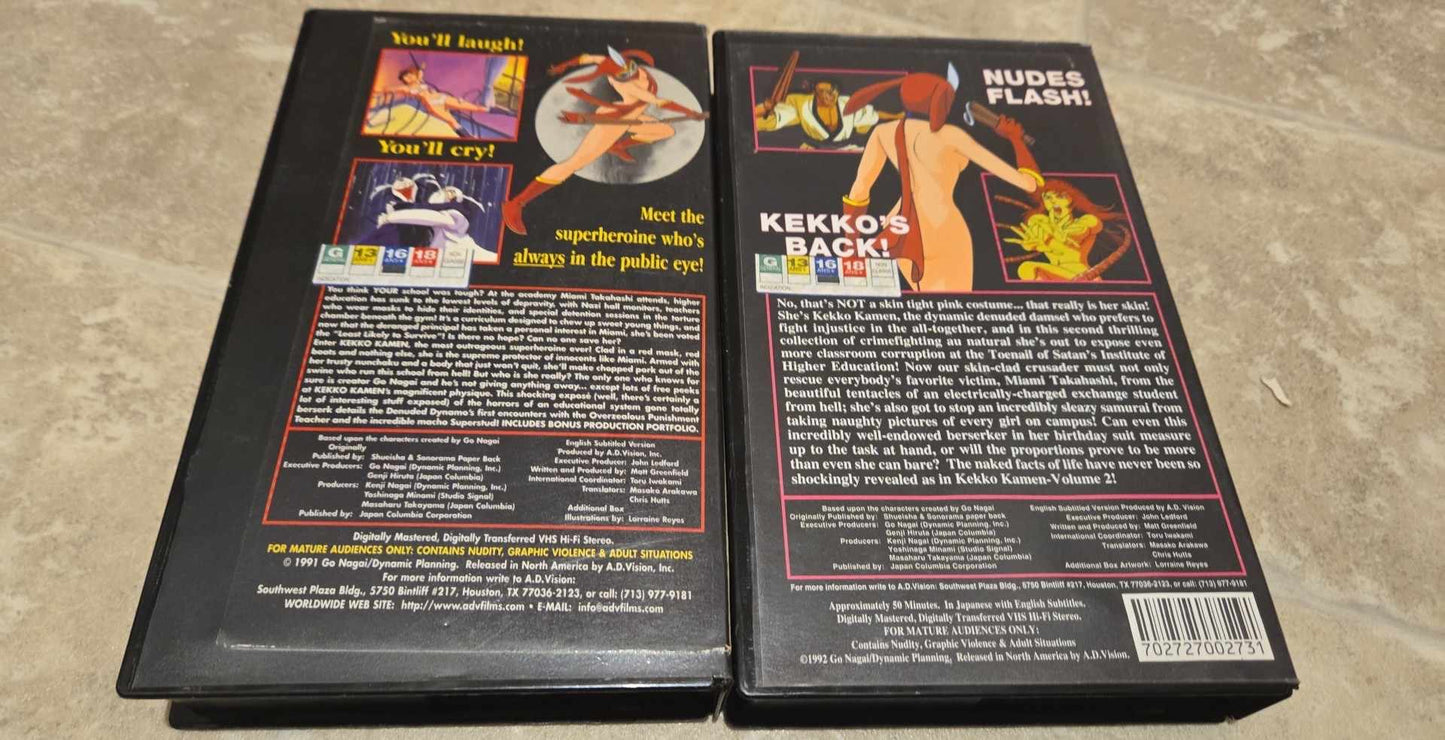 You'll laugh!
You'll cry!
Meet the
superheroine who's
always in the public eye!
G
13
16
18
You think YOUR school was tough? At the academy Miami Takahashi attends, higher
education has sunk to the lowest levels of depravity, with Nazi hall monitors, teachers
who wear masks to hide their identities, and special detention sessions in the torture
chamber beneath the gym! It's a curriculum designed to chew up sweet young things, and
now that the deranged principal has taken a personal interest in Miami, she's been voted
the "Least Likely to Survive"! Is there no hope? Can no one save her?
Enter KEKKO KAMEN, the most outrageous superheroine ever! Clad in a red mask, red
boots and nothing else, she is the supreme protector of innocents like Miami. Armed with
her trusty nunchaku and a body that just won't quit, she'll make chopped pork out of the
swine who run this school from hell! But who is she really? The only one who knows for
sure is creator Go Nagai and he's not giving anything away... except lots of free peeks
at KEKKO KAMEN's magnificent physique. This shocking exposé (well, there's certainly a
lot of interesting stuff exposed) of the horrors of an educational system gone totally
berserk details the Denuded Dynamo's first encounters with the Overzealous Punishment
Teacher and the incredible macho Superstud! INCLUDES BONUS PRODUCTION PORTFOLIO.
Based upon the characters created by Go Nagai
Originally
Published by: Shueisha & Sonorama Paper Back
Executive Producers: Go Nagai (Dynamic Planning, Inc.)
Genji Hiruta (Japan Columbia)
Producers: Kenji Nagai (Dynamic Planning, Inc.)
Yoshinaga Minami (Studio Signal)
Masaharu Takayama (Japan Columbia)
Published by: Japan Columbia Corporation
English Subtitled Version
Produced by A.D.Vision, Inc.
Executive Producer: John Ledford
Written and Produced by: Matt Greenfield
International Coordinator: Toru Iwakami
Translators: Masako Arakawa
Chris Hutts
Additional Box
Illustrations by: Lorraine Reyes
Digitally Mastered, Digitally Transferred VHS Hi-Fi Stereo.
FOR MATURE AUDIENCES ONLY: CONTAINS NUDITY, GRAPHIC VIOLENCE & ADULT SITUATIONS
© 1991 Go Nagai/Dynamic Planning. Released in North America by A.D.Vision, Inc.
For more information write to A.D.Vision:
Southwest Plaza Bldg., 5750 Bintliff #217, Houston, TX 77036-2123, or call: (713) 977-9181
WORLDWIDE WEB SITE: http://www.advfilms.com • E-MAIL: info@advfilms.com
NUDES
FLASH!
KEKKO'S
BACK!
G
13
16
18
No, that's NOT a skin tight pink costume... that really is her skin!
She's Kekko Kamen, the dynamic denuded damsel who prefers to
fight injustice in the all-together, and in this second thrilling
collection of crimefighting au natural she's out to expose even
more classroom corruption at the Toenail of Satan's Institute of
Higher Education! Now our skin-clad crusader must not only
rescue everybody's favorite victim, Miami Takahashi, from the
beautiful tentacles of an electrically-charged exchange student
from hell; she's also got to stop an incredibly sleazy samurai from
taking naughty pictures of every girl on campus! Can even this
incredibly well-endowed berserker in her birthday suit measure
up to the task at hand, or will the proportions prove to be more
than even she can bare? The naked facts of life have never been so
shockingly revealed as in Kekko Kamen-Volume 2!
Based upon the characters created by Go Nagai
Originally Published by: Shueisha & Sonorama paper back
Executive Producers: Go Nagai (Dynamic Planning, Inc.)
Genji Hiruta (Japan Columbia)
Producers: Kenji Nagai (Dynamic Planning, Inc.)
Yoshinaga Minami (Studio Signal)
Masaharu Takayama (Japan Columbia)
Published by: Japan Columbia Corporation
English Subtitled Version Produced by A.D. Vision
Executive Producer: John Ledford
Written and Produced by: Matt Greenfield
International Coordinator: Toru Iwakami
Translators: Masako Arakawa
Chris Hutts
Additional Box Artwork: Lorraine Reyes
For more information write to A.D.Vision: Southwest Plaza Bldg., 5750 Bintliff #217, Houston, TX 77036-2123, or call: (713) 977-9181
Approximately 50 Minutes. In Japanese with English Subtitles.
Digitally Mastered, Digitally Transferred VHS Hi-Fi Stereo.
FOR MATURE AUDIENCES ONLY:
Contains Nudity, Graphic Violence & Adult Situations
©1992 Go Nagai/Dynamic Planning, Released in North America by A.D.Vision.
702727002731